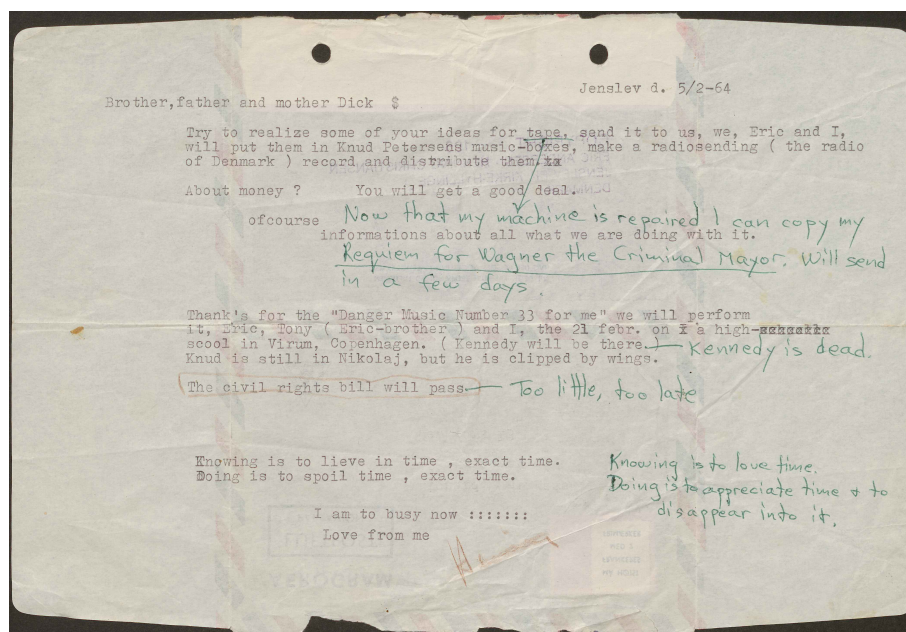 Jenslev d. 5/2-64
Brother,father and mother Dick $
Try to realize some of your ideas for tape, send it to us, we, Eric and I,
will put them in Knud Petersens music-boxes, make a radiosending ( the radio
of Denmark ) record and distribute them.
About money ? You will get a good deal.
ofcourse Now that my machine is repaired I can copy my
informations about all what we are doing with it.
Requiem for Wagner the Criminal Mayor. Will send
in a few days.
Thank's for the "Danger Music Number 33 for me" we will perform
it, Eric, Tony ( Eric-brother ) and I, the 21 febr. on a high-
scool in Virum, Copenhagen. ( Kennedy will be there. ) — Kennedy is dead.
Knud is still in Nikolaj, but he is clipped by wings.
The civil rights bill will pass — Too little, too late
Knowing is to lieve in time , exact time. Knowing is to love time.
Doing is to spoil time , exact time. Doing is to appreciate time & to
disappear into it.
I am to busy now :::::::
Love from me
AEROGRAM